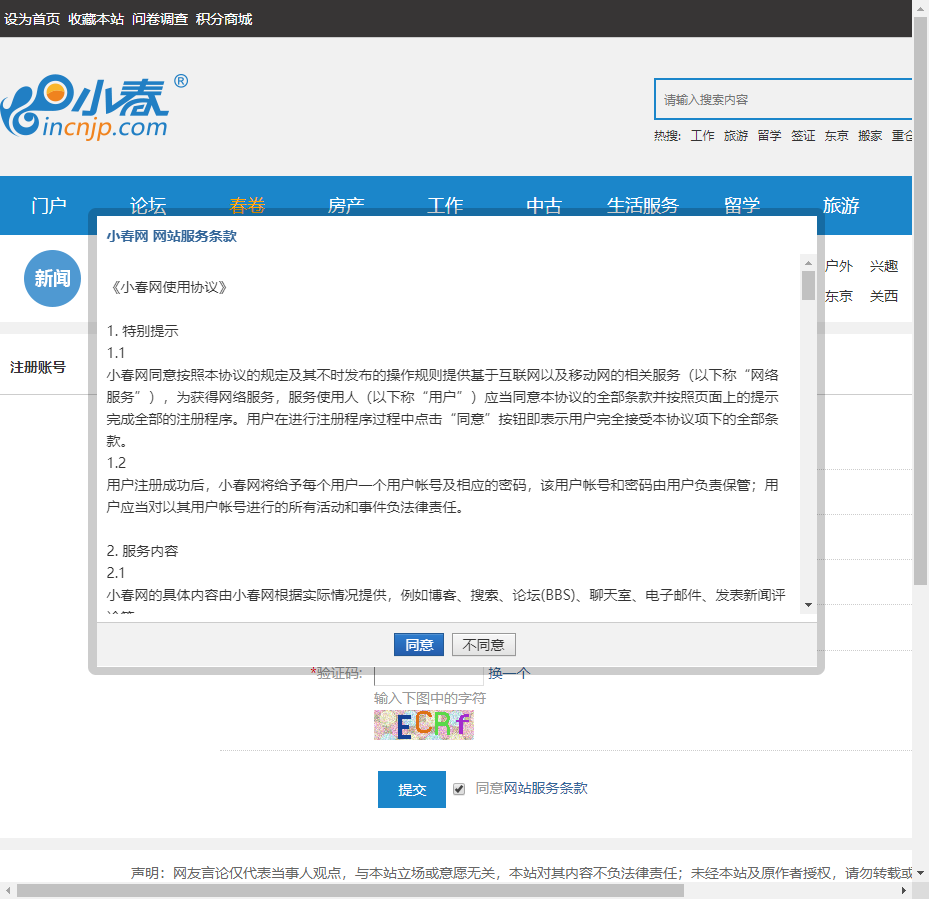 设为首页 收藏本站 问卷调查 积分商城
小春®
incnjp.com
请输入搜索内容
热搜: 工作 旅游 留学 签证 东京 搬家 重仓
门户 论坛 春卷 房产 工作 中古 生活服务 留学 旅游
小春网 网站服务条款
新闻
户外 兴趣
东京 关西
《小春网使用协议》
1. 特别提示
1.1
注册账号
小春网同意按照本协议的规定及其不时发布的操作规则提供基于互联网以及移动网的相关服务（以下称“网络
服务”），为获得网络服务，服务使用人（以下称“用户”）应当同意本协议的全部条款并按照页面上的提示
完成全部的注册程序。用户在进行注册程序过程中点击“同意”按钮即表示用户完全接受本协议项下的全部条
款。
1.2
用户注册成功后，小春网将给予每个用户一个用户帐号及相应的密码，该用户帐号和密码由用户负责保管；用
户应当对以其用户帐号进行的所有活动和事件负法律责任。
2. 服务内容
2.1
小春网的具体内容由小春网根据实际情况提供，例如博客、搜索、论坛(BBS)、聊天室、电子邮件、发表新闻评
论等
同意 不同意
*验证码: 换一个
输入下图中的字符
ECRf
提交 同意网站服务条款
声明：网友言论仅代表当事人观点，与本站立场或意愿无关，本站对其内容不负法律责任；未经本站及原作者授权，请勿转载或